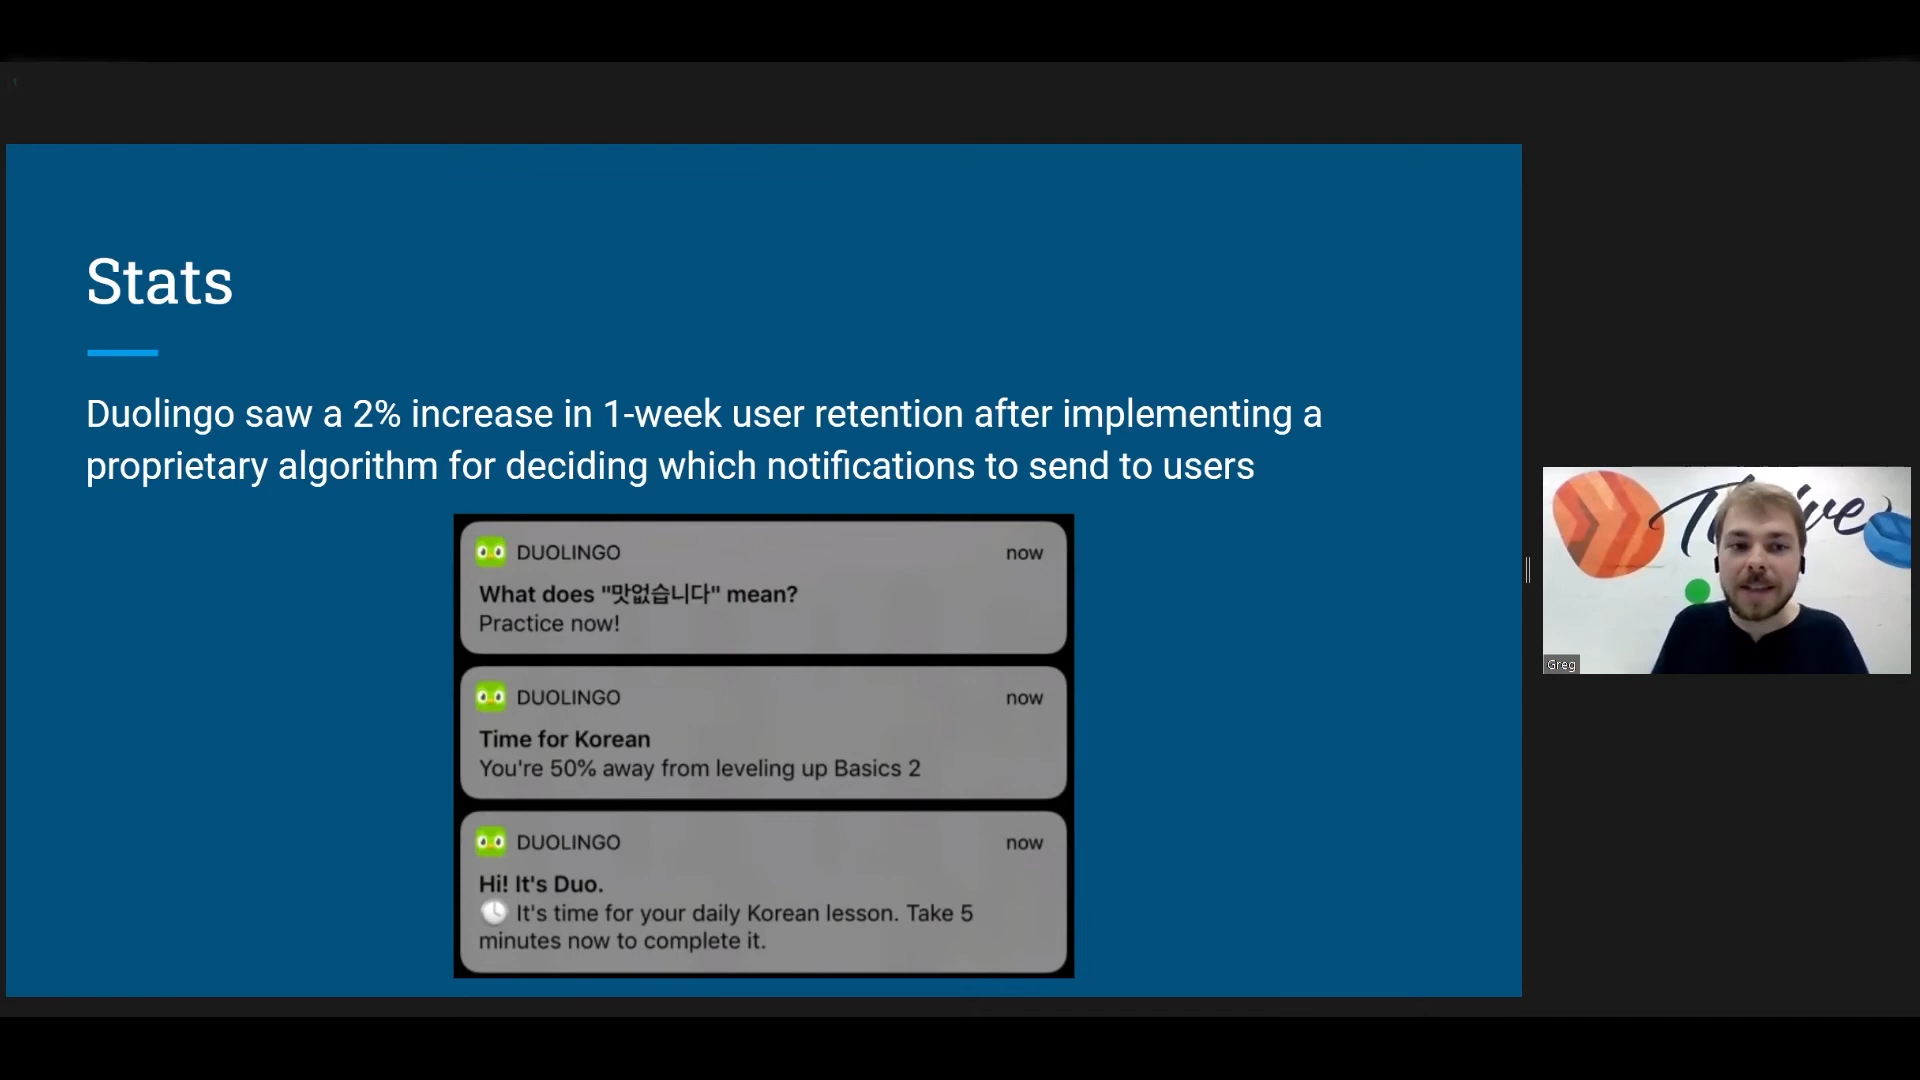 Stats
Duolingo saw a 2% increase in 1-week user retention after implementing a
proprietary algorithm for deciding which notifications to send to users
DUOLINGO now
What does "맛없습니다" mean?
Practice now!
DUOLINGO now
Time for Korean
You're 50% away from leveling up Basics 2
DUOLINGO now
Hi! It's Duo.
It's time for your daily Korean lesson. Take 5
minutes now to complete it.
Thrive
Greg